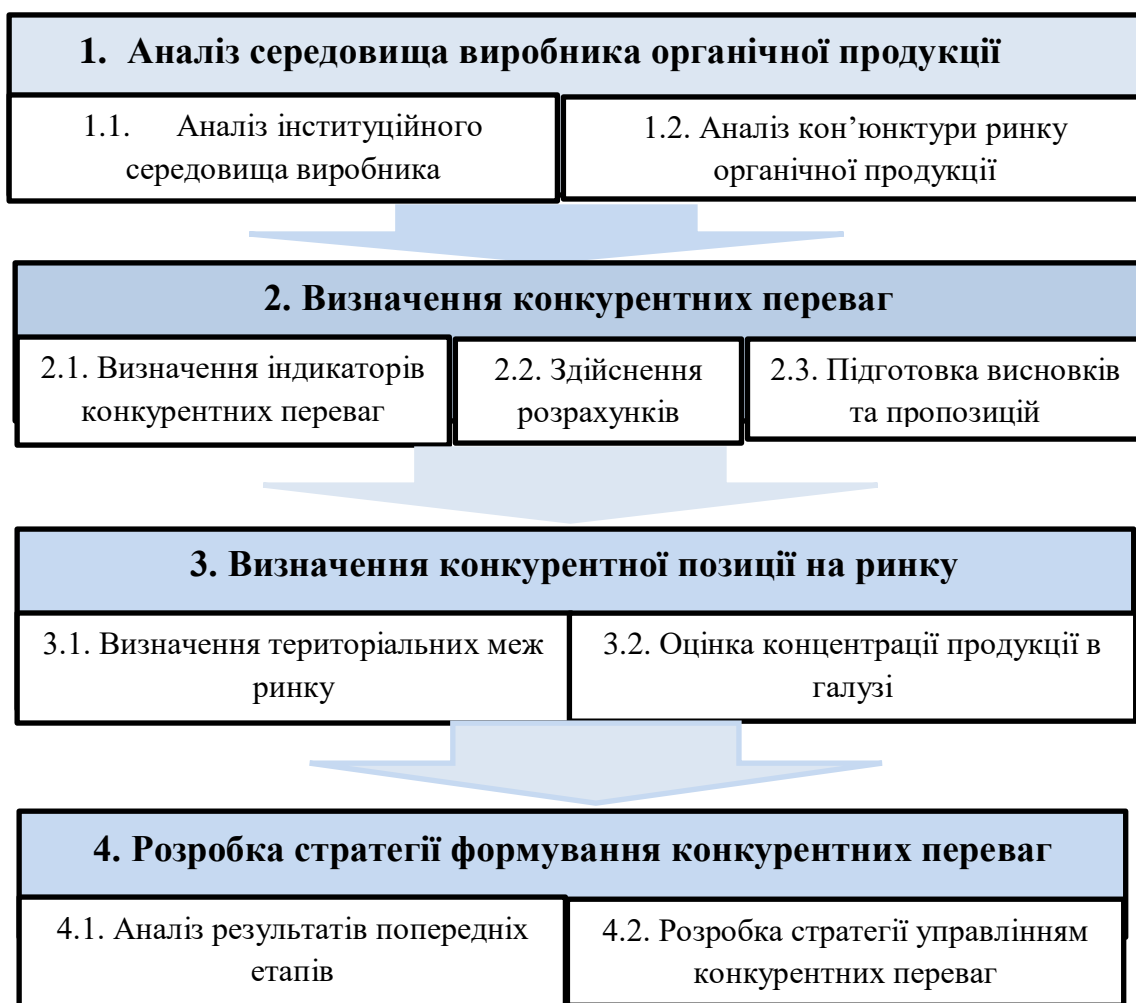 1. Аналіз середовища виробника органічної продукції
1.1. Аналіз інституційного
середовища виробника
1.2. Аналіз кон’юнктури ринку
органічної продукції
2. Визначення конкурентних переваг
2.1. Визначення індикаторів
конкурентних переваг
2.2. Здійснення
розрахунків
2.3. Підготовка висновків
та пропозицій
3. Визначення конкурентної позиції на ринку
3.1. Визначення територіальних меж
ринку
3.2. Оцінка концентрації продукції в
галузі
4. Розробка стратегії формування конкурентних переваг
4.1. Аналіз результатів попередніх
етапів
4.2. Розробка стратегії управлінням
конкурентних переваг